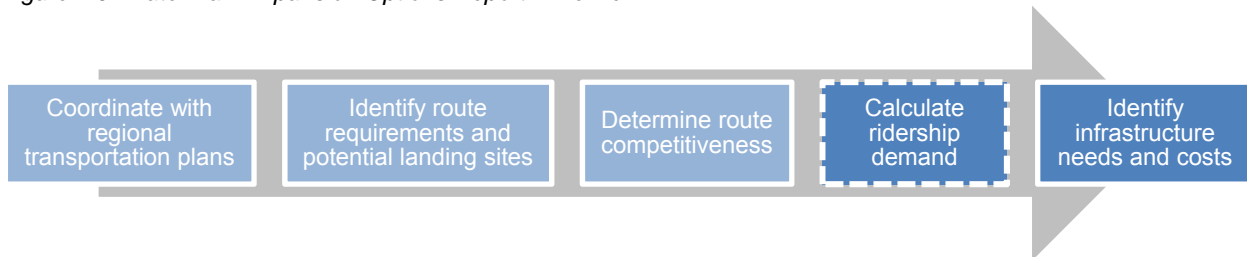 Coordinate with
regional
transportation plans
Identify route
requirements and
potential landing sites
Determine route
competitiveness
Calculate
ridership
demand
Identify
infrastructure
needs and costs